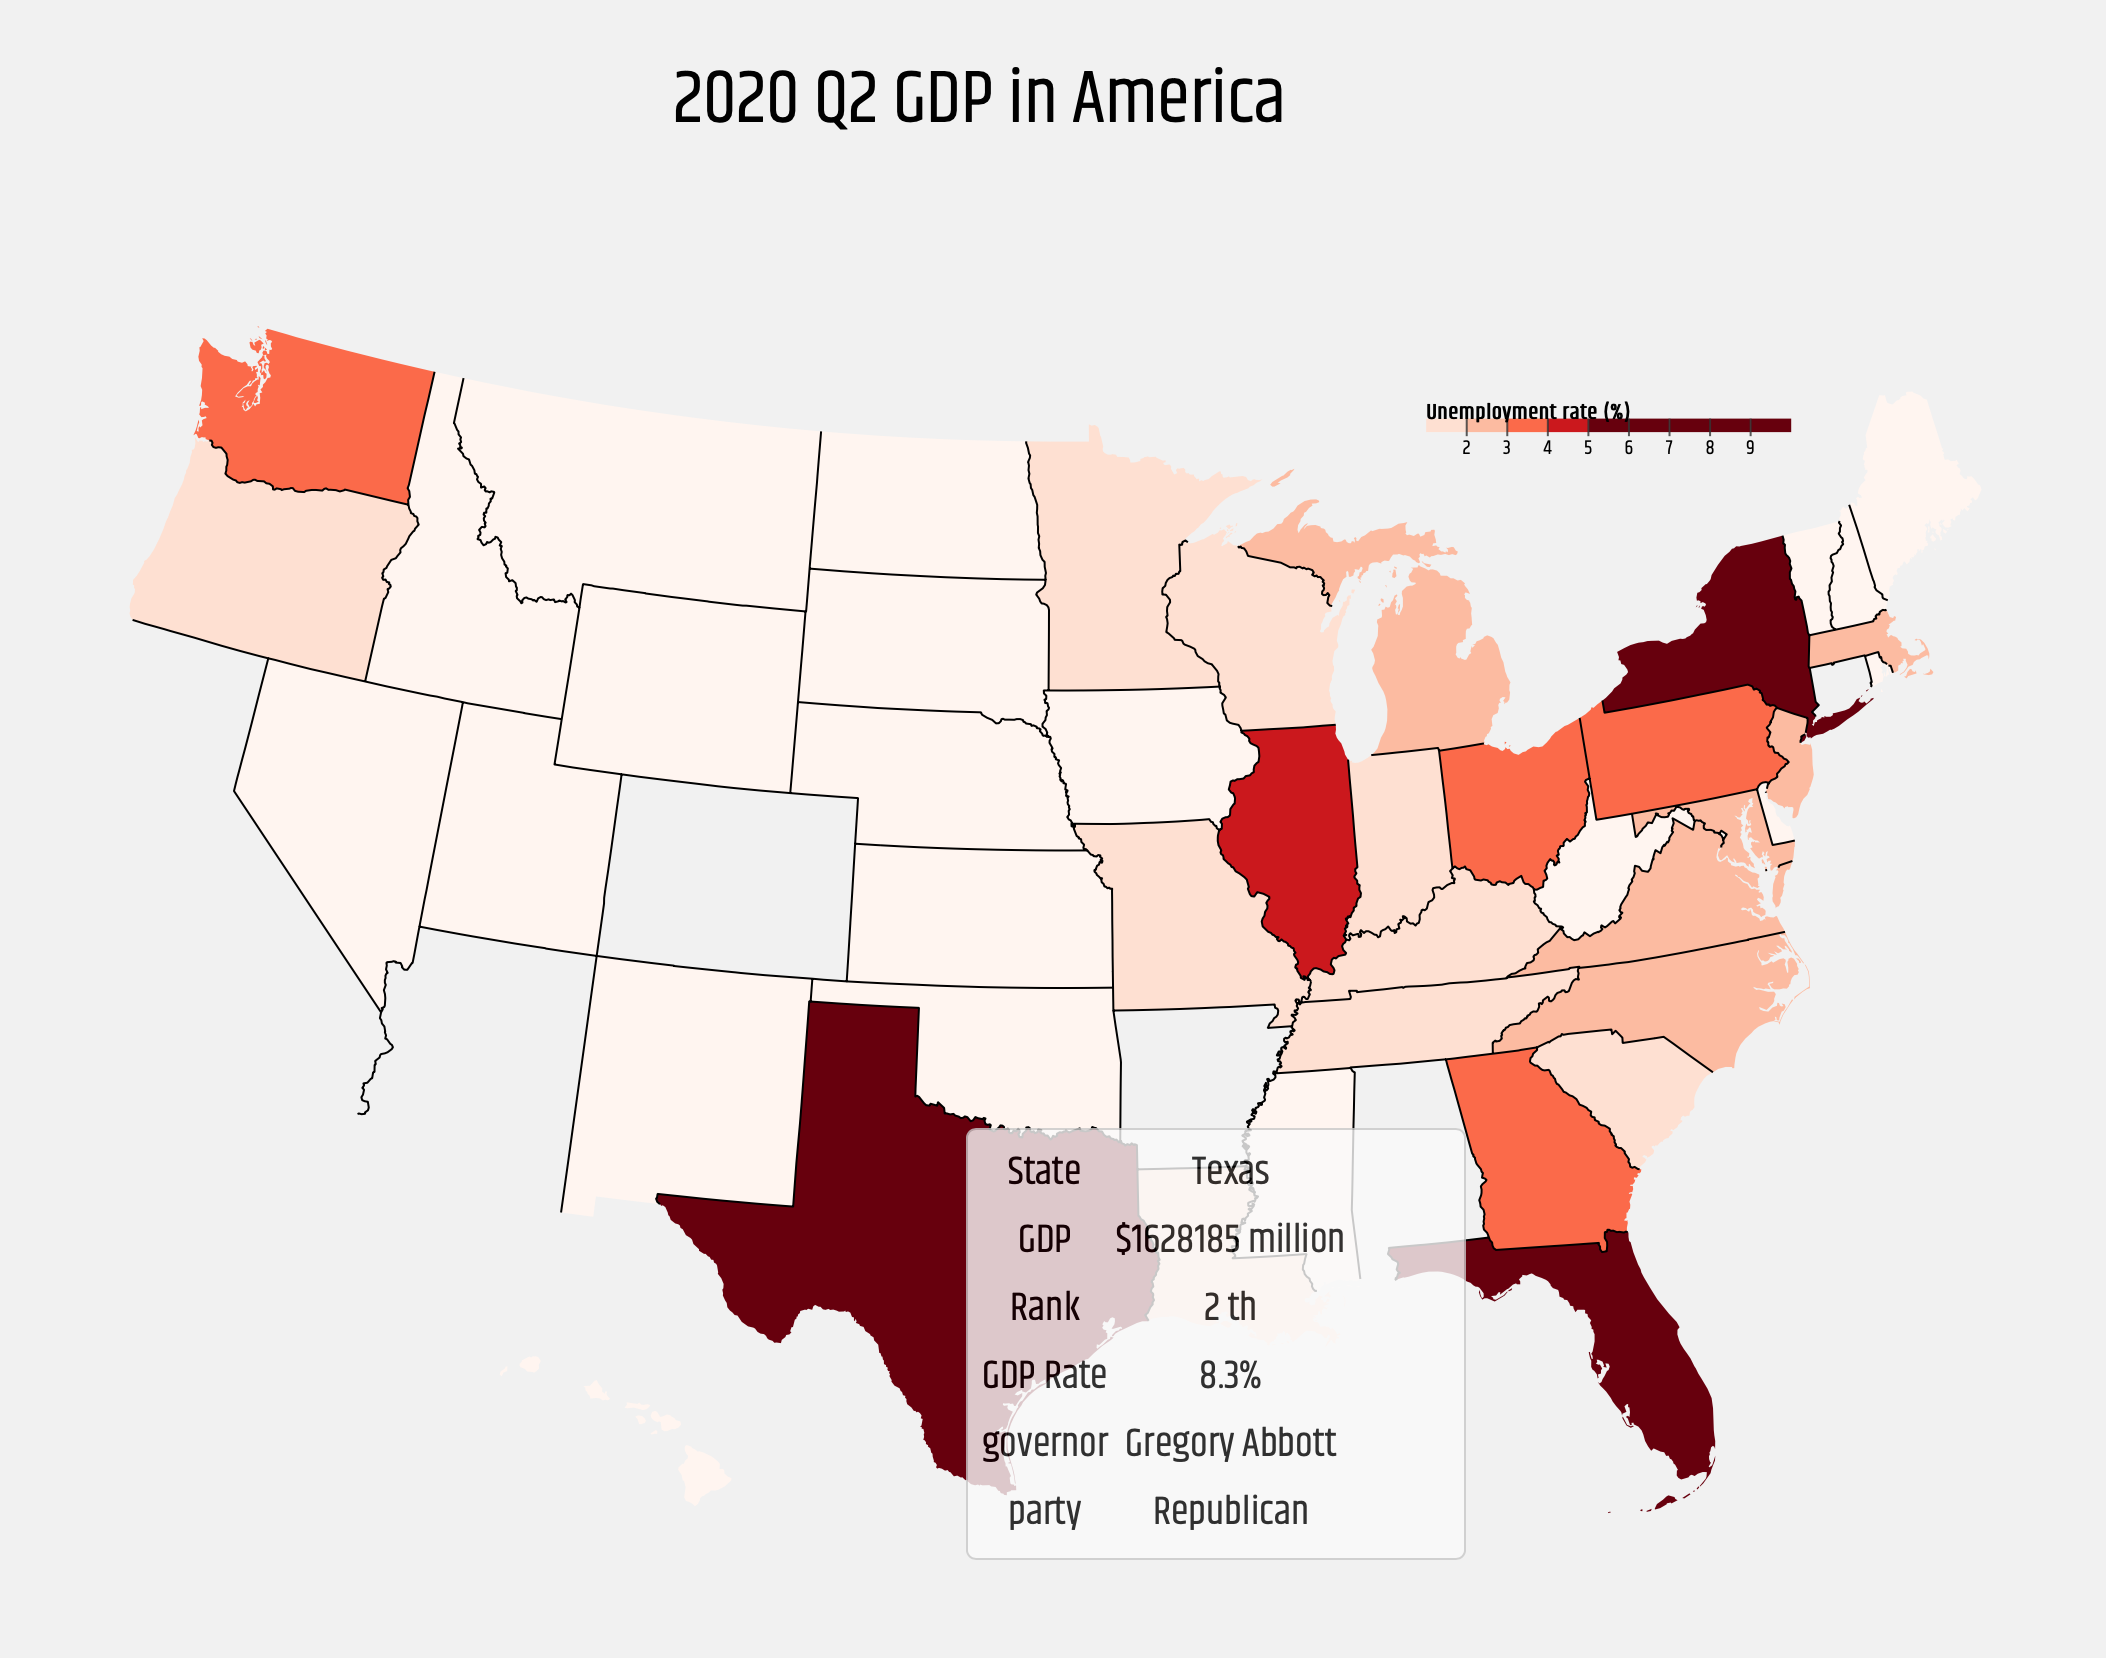 2020 Q2 GDP in America
Unemployment rate (%)
2 3 4 5 6 7 8 9
State Texas
GDP $1628185 million
Rank 2 th
GDP Rate 8.3%
governor Gregory Abbott
party Republican